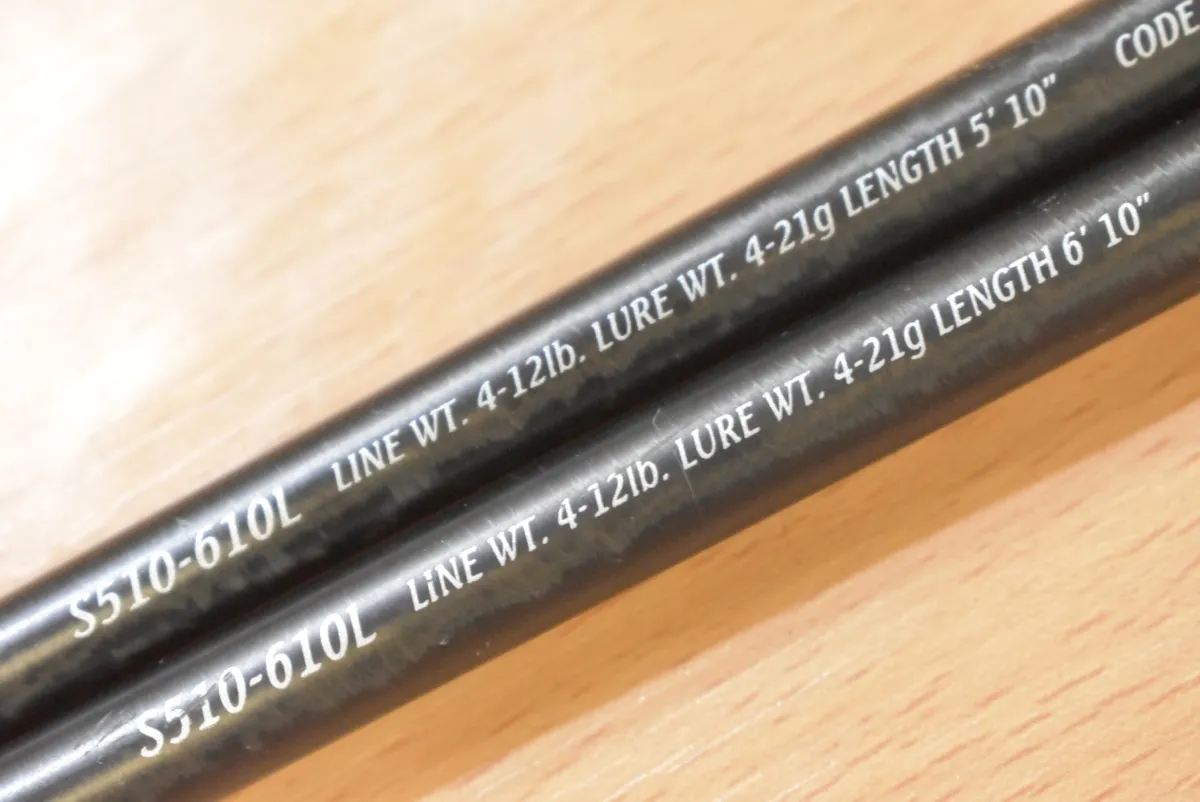 S510-610L LINE WT. 4-12lb. LURE WT. 4-21g LENGTH 5' 10" CODE
S510-610L LiNE WT. 4-12lb. LURE WT. 4-21g LENGTH 6' 10"